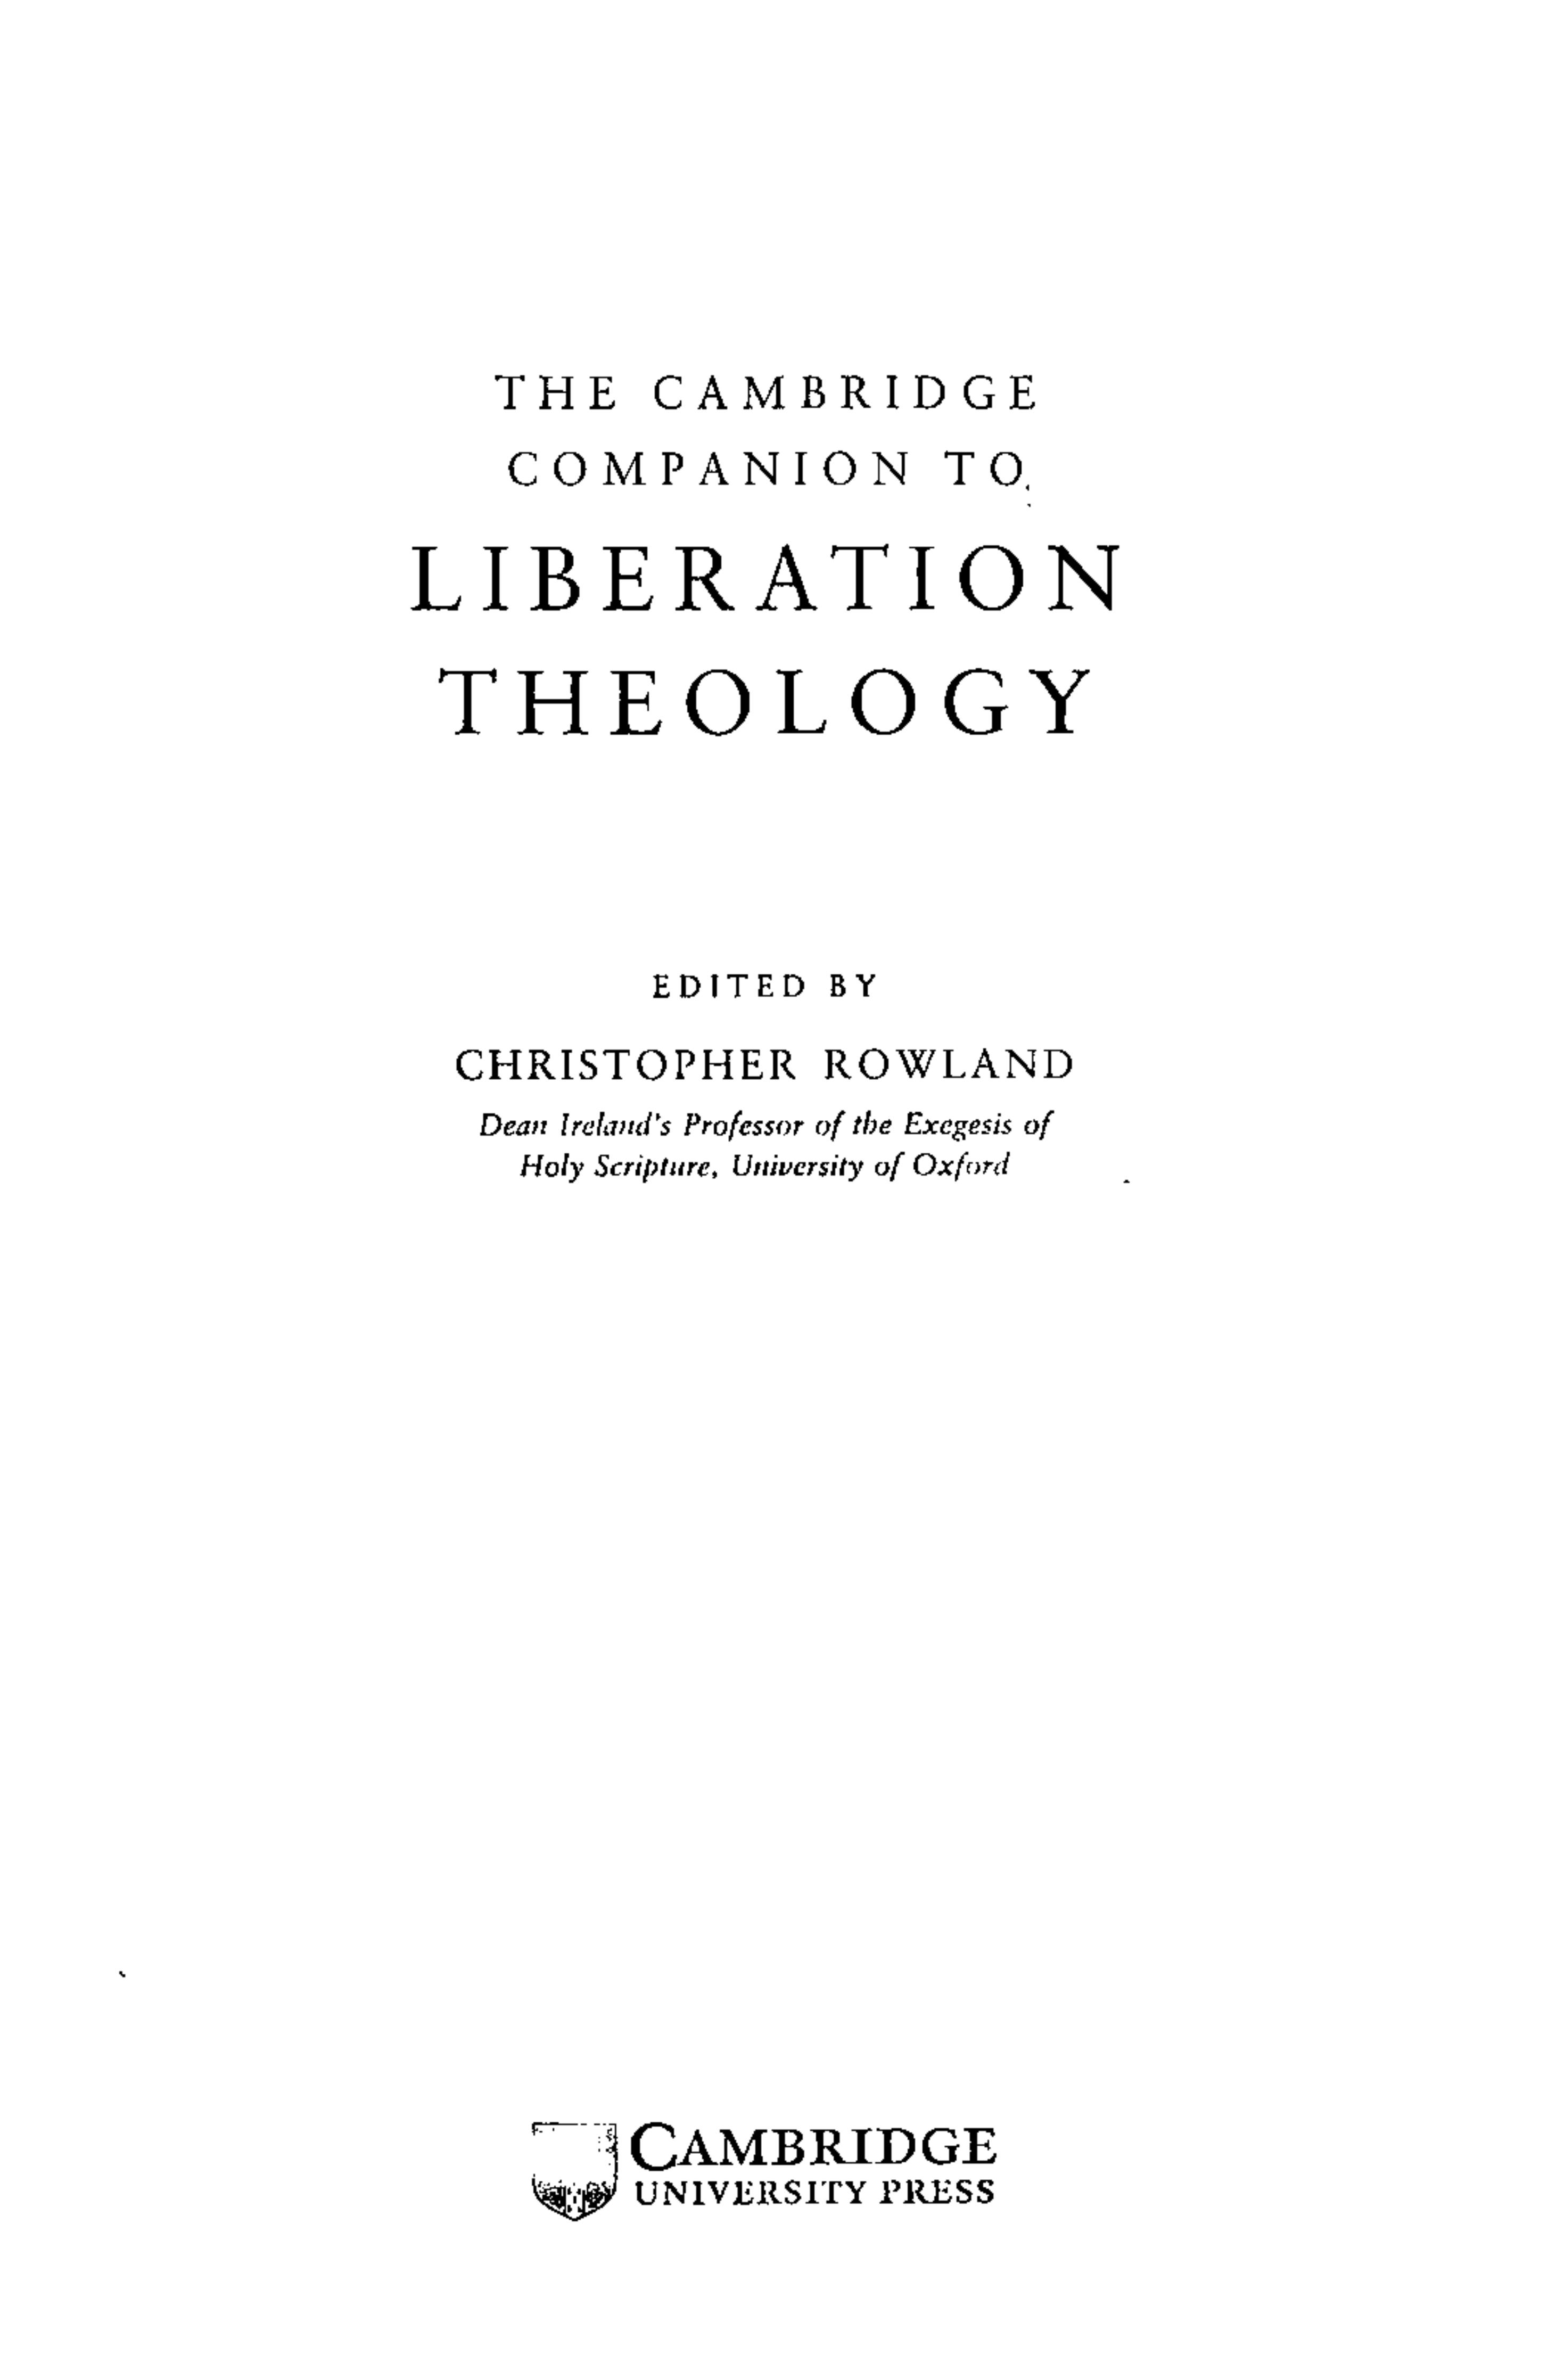 THE CAMBRIDGE
COMPANION TO
LIBERATION
THEOLOGY
EDITED BY
CHRISTOPHER ROWLAND
Dean Ireland's Professor of the Exegesis of
Holy Scripture, University of Oxford
CAMBRIDGE
UNIVERSITY PRESS